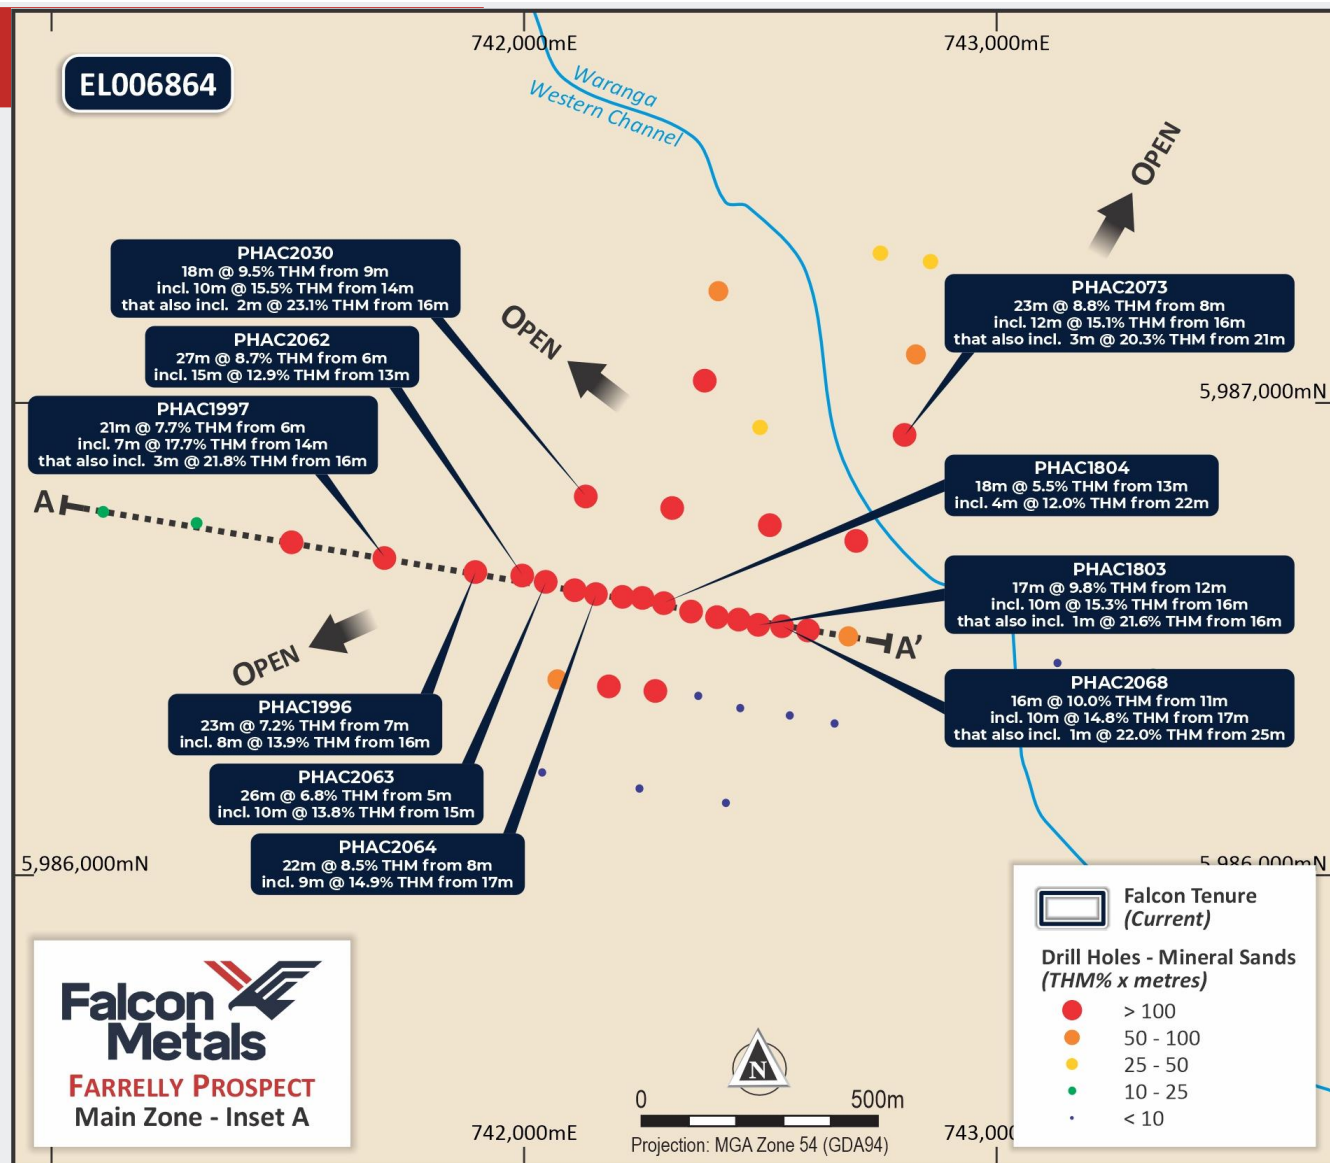 742,000mE
743,000mE
EL006864
Waranga
Western Channel
OPEN
PHAC2030
18m @ 9.5% THM from 9m
incl. 10m @ 15.5% THM from 14m
that also incl.  2m @ 23.1% THM from 16m
PHAC2073
23m @ 8.8% THM from 8m
incl. 12m @ 15.1% THM from 16m
that also incl.  3m @ 20.3% THM from 21m
OPEN
PHAC2062
27m @ 8.7% THM from 6m
incl. 15m @ 12.9% THM from 13m
5,987,000mN
PHAC1997
21m @ 7.7% THM from 6m
incl. 7m @ 17.7% THM from 14m
that also incl.  3m @ 21.8% THM from 16m
PHAC1804
18m @ 5.5% THM from 13m
incl. 4m @ 12.0% THM from 22m
A
PHAC1803
17m @ 9.8% THM from 12m
incl. 10m @ 15.3% THM from 16m
that also incl.  1m @ 21.6% THM from 16m
A’
OPEN
PHAC2068
16m @ 10.0% THM from 11m
incl. 10m @ 14.8% THM from 17m
that also incl.  1m @ 22.0% THM from 25m
PHAC1996
23m @ 7.2% THM from 7m
incl. 8m @ 13.9% THM from 16m
PHAC2063
26m @ 6.8% THM from 5m
incl. 10m @ 13.8% THM from 15m
PHAC2064
22m @ 8.5% THM from 8m
incl. 9m @ 14.9% THM from 17m
5,986,000mN
5,986,000mN
Falcon Tenure
(Current)
Drill Holes - Mineral Sands
(THM% x metres)
> 100
50 - 100
25 - 50
10 - 25
< 10
Falcon
Metals
FARRELLY PROSPECT
Main Zone - Inset A
N
0 500m
Projection: MGA Zone 54 (GDA94)
742,000mE
743,000